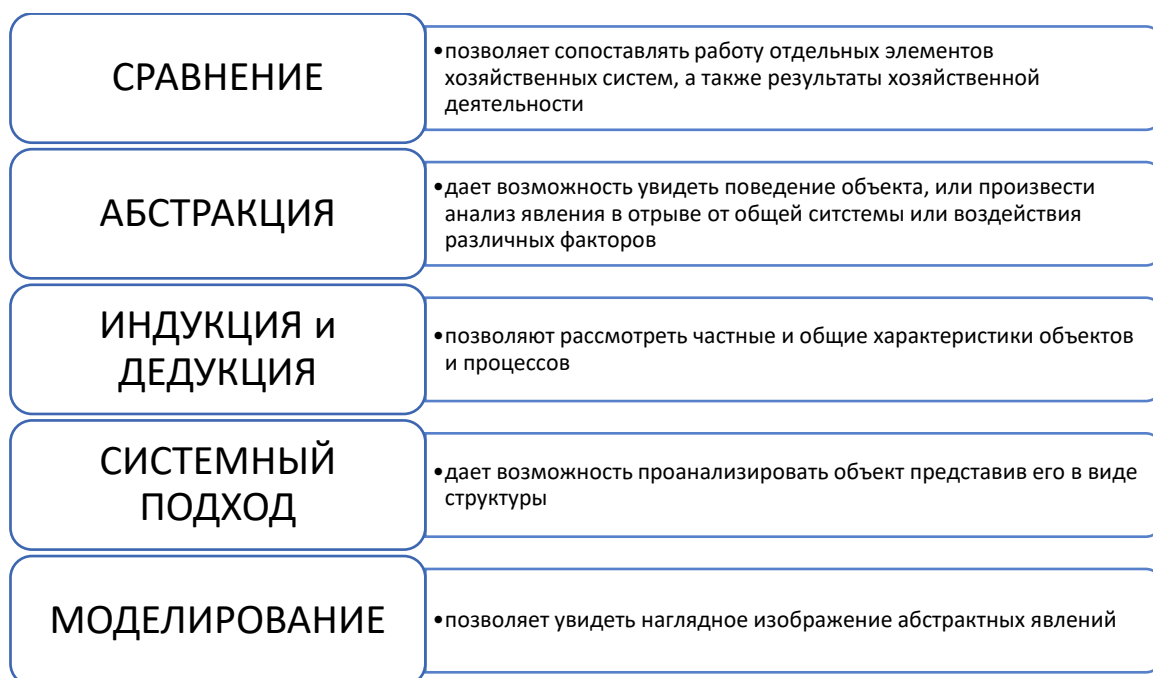 СРАВНЕНИЕ
•позволяет сопоставлять работу отдельных элементов
хозяйственных систем, а также результаты хозяйственной
деятельности
АБСТРАКЦИЯ
•дает возможность увидеть поведение объекта, или произвести
анализ явления в отрыве от общей ситстемы или воздействия
различных факторов
ИНДУКЦИЯ и
ДЕДУКЦИЯ
•позволяют рассмотреть частные и общие характеристики объектов
и процессов
СИСТЕМНЫЙ
ПОДХОД
•дает возможность проанализировать объект представив его в виде
структуры
МОДЕЛИРОВАНИЕ
•позволяет увидеть наглядное изображение абстрактных явлений